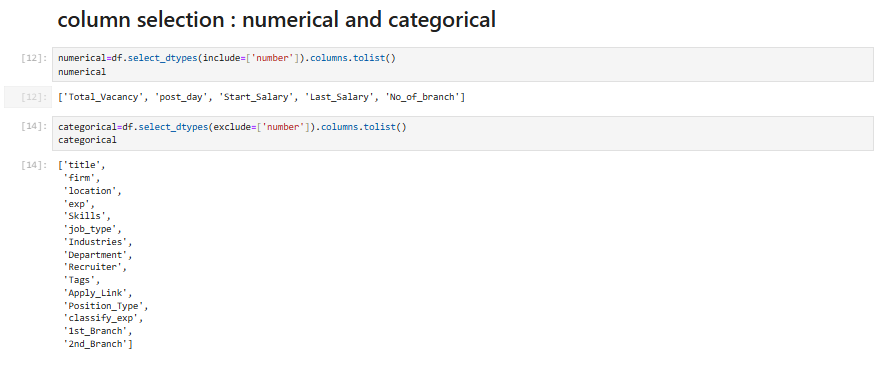 column selection : numerical and categorical
[12]: numerical=df.select_dtypes(include=['number']).columns.tolist()
numerical
[12]: ['Total_Vacancy', 'post_day', 'Start_Salary', 'Last_Salary', 'No_of_branch']
[14]: categorical=df.select_dtypes(exclude=['number']).columns.tolist()
categorical
[14]: ['title',
'firm',
'location',
'exp',
'Skills',
'job_type',
'Industries',
'Department',
'Recruiter',
'Tags',
'Apply_Link',
'Position_Type',
'classify_exp',
'1st_Branch',
'2nd_Branch']